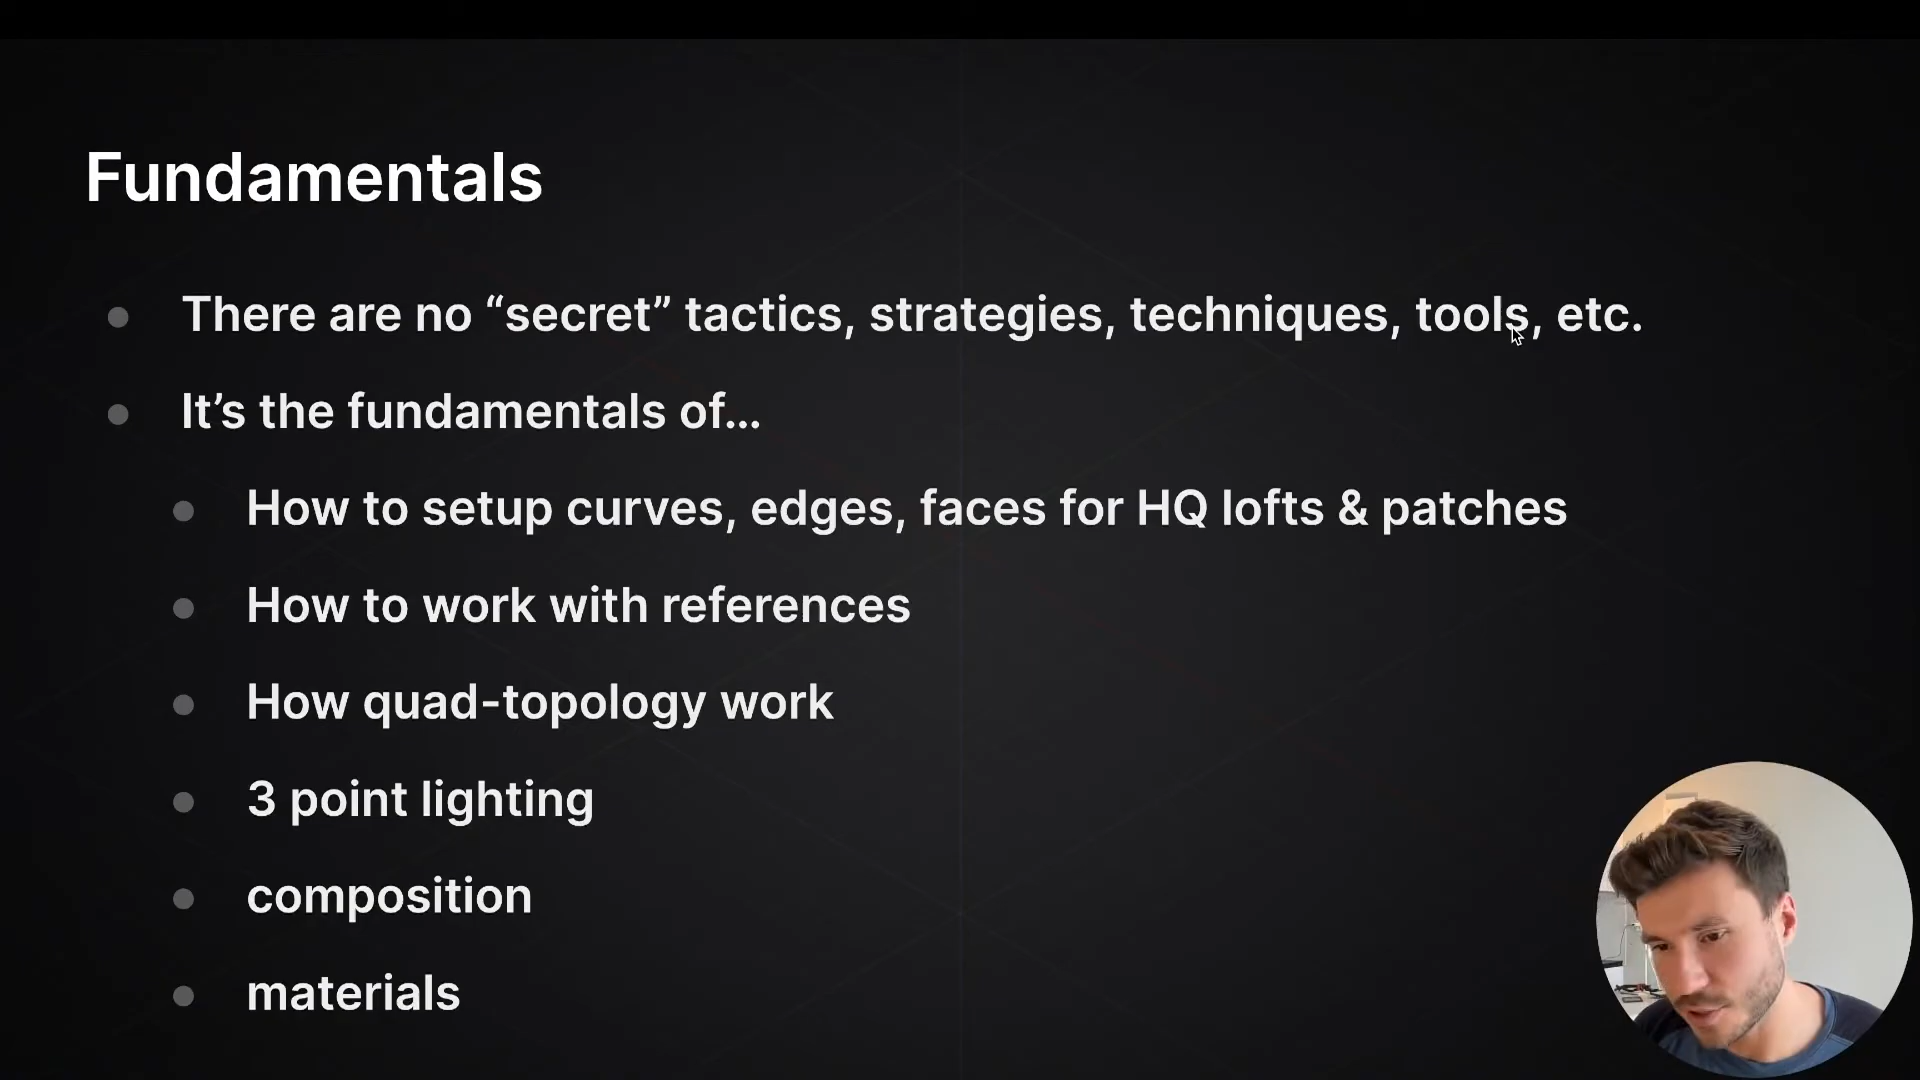 Fundamentals
There are no “secret” tactics, strategies, techniques, tools, etc.
It’s the fundamentals of...
How to setup curves, edges, faces for HQ lofts & patches
How to work with references
How quad-topology work
3 point lighting
composition
materials